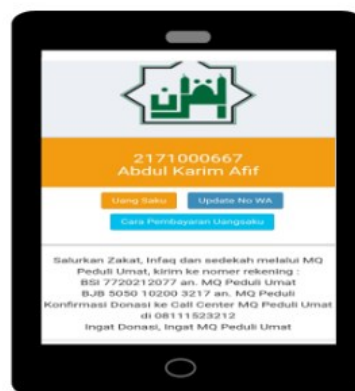 2171000667
Abdul Karim Afif
Uang Saku
Update No WA
Cara Pembayaran Uangsaku
Salurkan Zakat, Infaq dan sedekah melalui MQ
Peduli Umat, kirim ke nomer rekening :
BSI 7720212077 an. MQ Peduli Umat
BJB 5050 10200 3217 an. MQ Peduli
Konfirmasi Donasi ke Call Center MQ Peduli Umat
di 08111523212
Ingat Donasi, Ingat MQ Peduli Umat